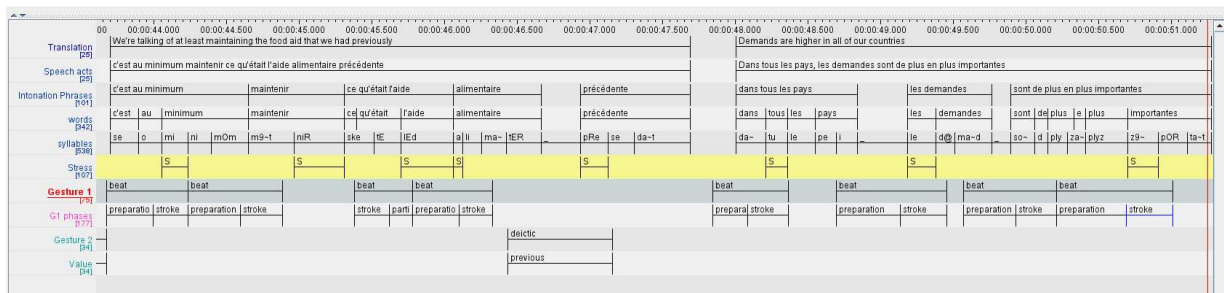 00 00:00:44.000 00:00:44.500 00:00:45.000 00:00:45.500 00:00:46.000 00:00:46.500 00:00:47.000 00:00:47.500 00:00:48.000 00:00:48.500 00:00:49.000 00:00:49.500 00:00:50.000 00:00:50.500 00:00:51.000
Translation [25] We're talking of at least maintaining the food aid that we had previously Demands are higher in all of our countries
Speech acts [25] c'est au minimum maintenir ce qu'était l'aide alimentaire précédente Dans tous les pays, les demandes sont de plus en plus importantes
Intonation Phrases [101] c'est au minimum maintenir ce qu'était l'aide alimentaire précédente dans tous les pays les demandes sont de plus en plus importantes
words [342] c'est au minimum maintenir ce qu'était l'aide alimentaire _ précédente dans tous les pays _ les demandes _ sont de plus e plus importantes
syllables [538] se o mi ni mOm m9~t niR ske tE lEd a li ma~ tER _ pRe se da~t da~ tu le pe i _ le d@ ma~d _ so~ d ply za~ plyz z9~ pOR ta~t
Stress [107] S S S S S S S S
Gesture 1 [75] beat beat beat beat beat beat beat beat
G1 phases [177] preparatio stroke preparation stroke stroke parti preparatio stroke prepara stroke preparation stroke preparation stroke preparation stroke
Gesture 2 [34] deictic
Value [34] previous